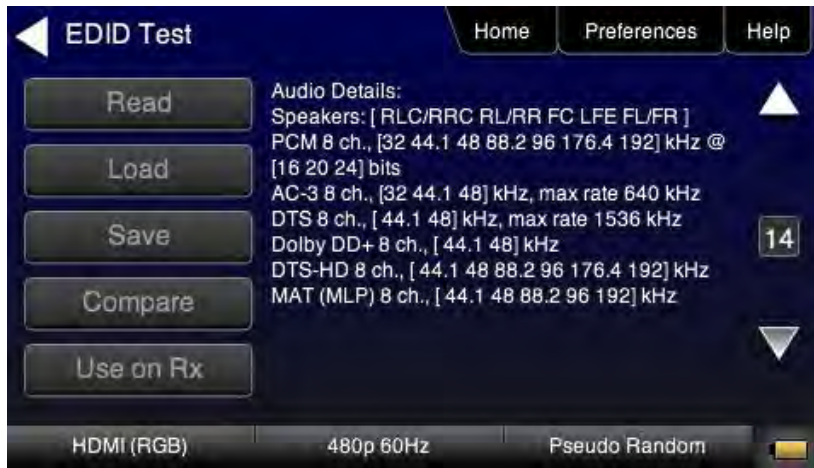 EDID Test
Home
Preferences
Help
Read
Load
Save
Compare
Use on Rx
Audio Details:
Speakers: [ RLC/RRC RL/RR FC LFE FL/FR ]
PCM 8 ch., [32 44.1 48 88.2 96 176.4 192] kHz @
[16 20 24] bits
AC-3 8 ch., [32 44.1 48] kHz, max rate 640 kHz
DTS 8 ch., [ 44.1 48] kHz, max rate 1536 kHz
Dolby DD+ 8 ch., [ 44.1 48] kHz
DTS-HD 8 ch., [ 44.1 48 88.2 96 176.4 192] kHz
MAT (MLP) 8 ch., [ 44.1 48 88.2 96 192] kHz
14
HDMI (RGB)
480p 60Hz
Pseudo Random